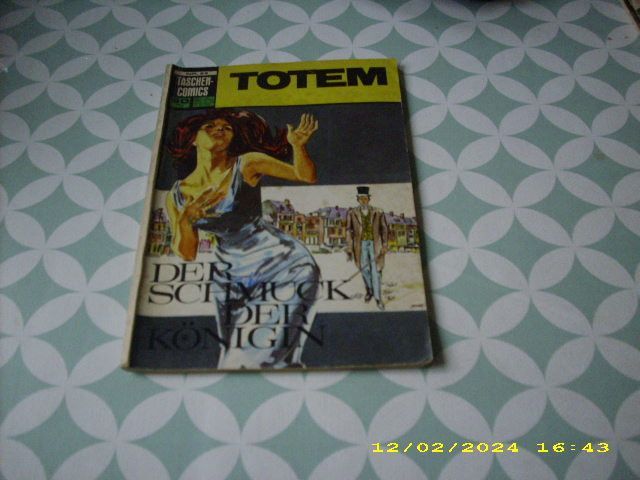 TASCHEN-
COMICS
TOTEM
DER
SCHMUCK
DER
KÖNIGIN
12/02/2024 16:43